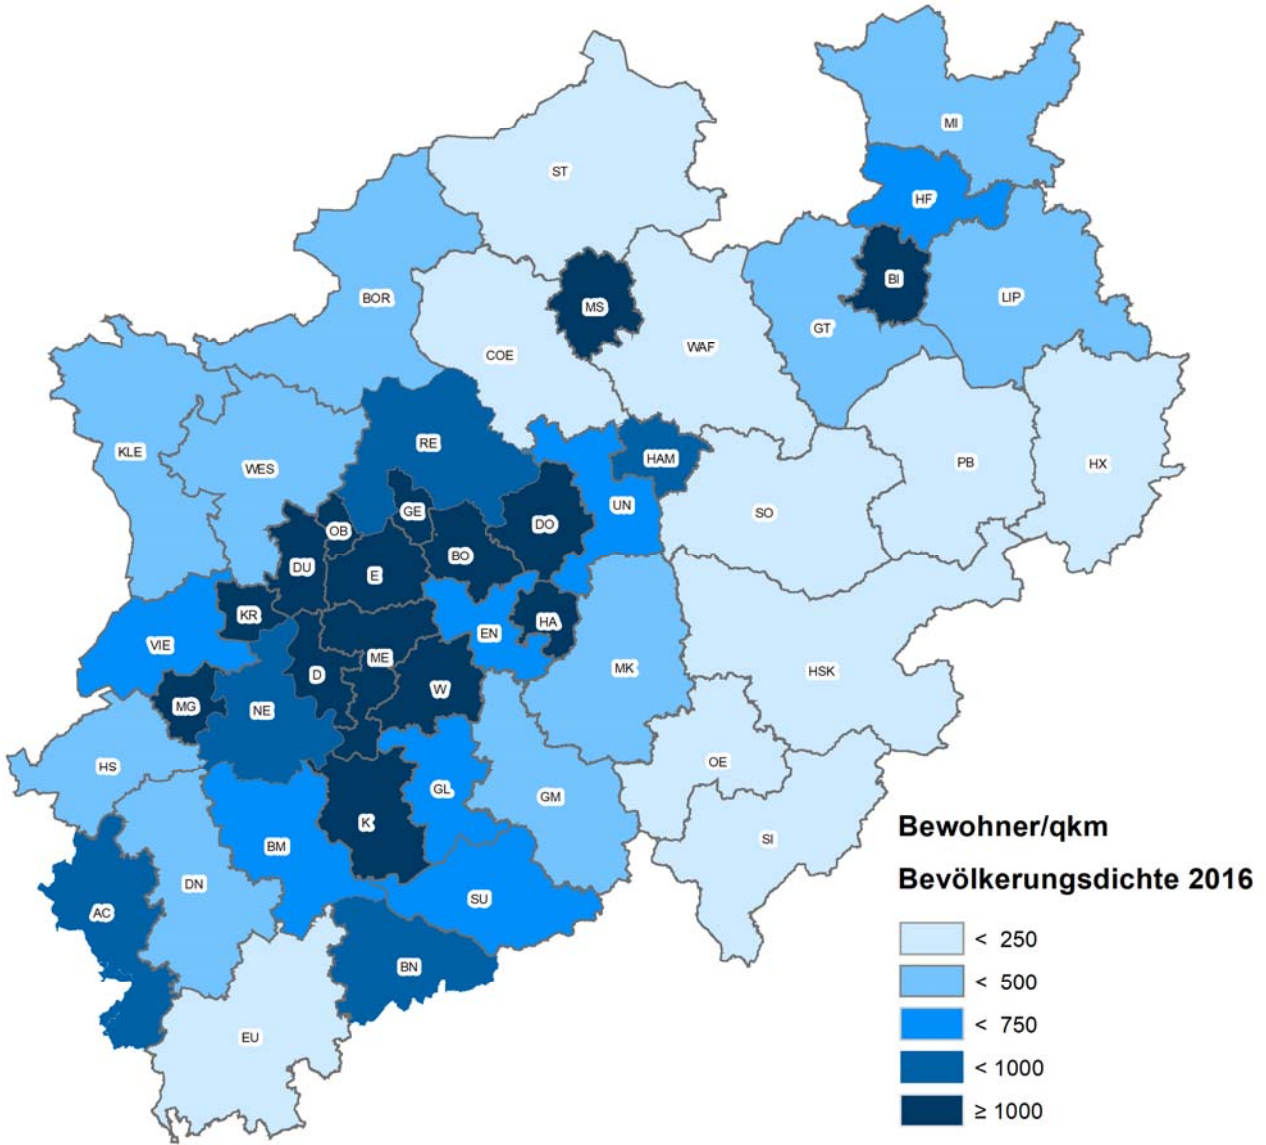 MI
ST
HF
BI
LIP
BOR
MS
GT
WAF
COE
RE
KLE
HAM
PB
HX
WES
UN
GE
SO
DO
OB
BO
DU
E
KR
HA
EN
VIE
ME
MK
HSK
D
W
MG
NE
OE
HS
GL
GM
K
SI
BM
DN
SU
AC
BN
EU
Bewohner/qkm
Bevölkerungsdichte 2016
< 250
< 500
< 750
< 1000
≥ 1000